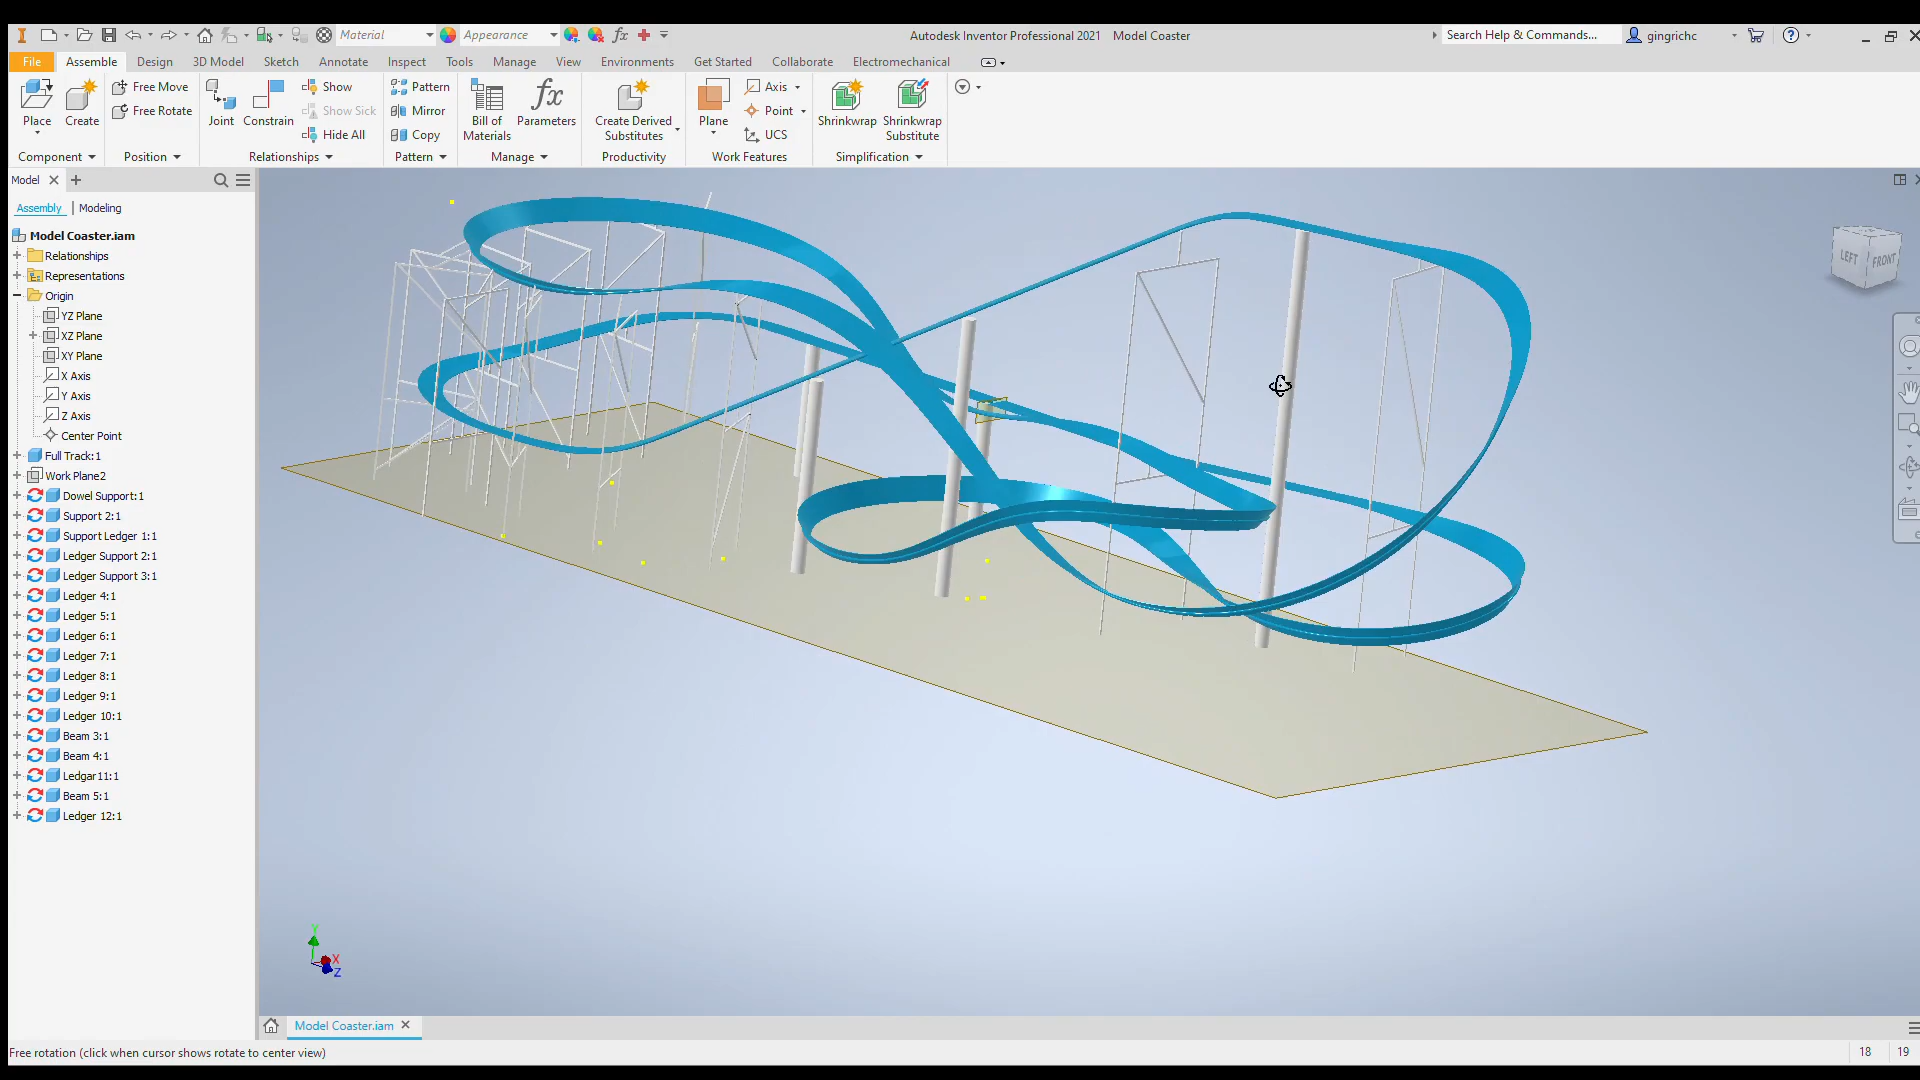 Material
Appearance
fx
Autodesk Inventor Professional 2021 Model Coaster
Search Help & Commands...
gingrichc
File
Assemble
Design
3D Model
Sketch
Annotate
Inspect
Tools
Manage
View
Environments
Get Started
Collaborate
Electromechanical
Place
Create
Free Move
Free Rotate
Joint
Constrain
Show
Show Sick
Hide All
Pattern
Mirror
Copy
Bill of
Materials
fx
Parameters
Create Derived
Substitutes
Plane
Axis
Point
UCS
Shrinkwrap
Shrinkwrap
Substitute
Component
Position
Relationships
Pattern
Manage
Productivity
Work Features
Simplification
Model
Assembly
Modeling
Model Coaster.iam
Relationships
Representations
Origin
YZ Plane
XZ Plane
XY Plane
X Axis
Y Axis
Z Axis
Center Point
Full Track:1
Work Plane2
Dowel Support:1
Support 2:1
Support Ledger 1:1
Ledger Support 2:1
Ledger Support 3:1
Ledger 4:1
Ledger 5:1
Ledger 6:1
Ledger 7:1
Ledger 8:1
Ledger 9:1
Ledger 10:1
Beam 3:1
Beam 4:1
Ledgar11:1
Beam 5:1
Ledger 12:1
LEFT
FRONT
Y
X
Z
Model Coaster.iam
Free rotation (click when cursor shows rotate to center view)
18
19